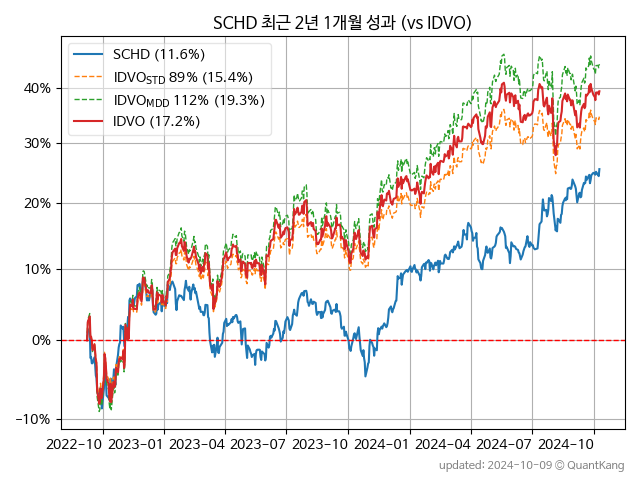 SCHD 최근 2년 1개월 성과 (vs IDVO)
SCHD (11.6%)
IDVO_STD 89% (15.4%)
IDVO_MDD 112% (19.3%)
IDVO (17.2%)
40%
30%
20%
10%
0%
−10%
2022-10 2023-01 2023-04 2023-07 2023-10 2024-01 2024-04 2024-07 2024-10
updated: 2024-10-09 © QuantKang